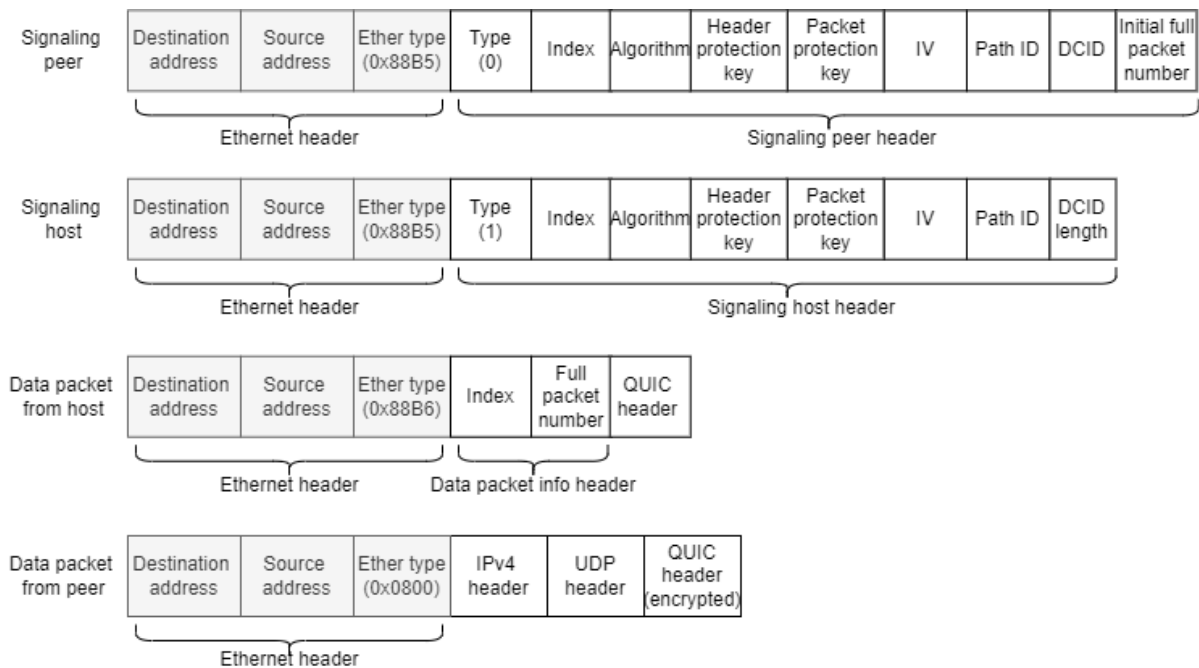 Signaling
peer
Destination
address
Source
address
Ether type
(0x88B5)
Type
(0)
Index
Algorithm
Header
protection
key
Packet
protection
key
IV
Path ID
DCID
Initial full
packet
number
Ethernet header
Signaling peer header
Signaling
host
Destination
address
Source
address
Ether type
(0x88B5)
Type
(1)
Index
Algorithm
Header
protection
key
Packet
protection
key
IV
Path ID
DCID
length
Ethernet header
Signaling host header
Data packet
from host
Destination
address
Source
address
Ether type
(0x88B6)
Index
Full
packet
number
QUIC
header
Ethernet header
Data packet info header
Data packet
from peer
Destination
address
Source
address
Ether type
(0x0800)
IPv4
header
UDP
header
QUIC
header
(encrypted)
Ethernet header